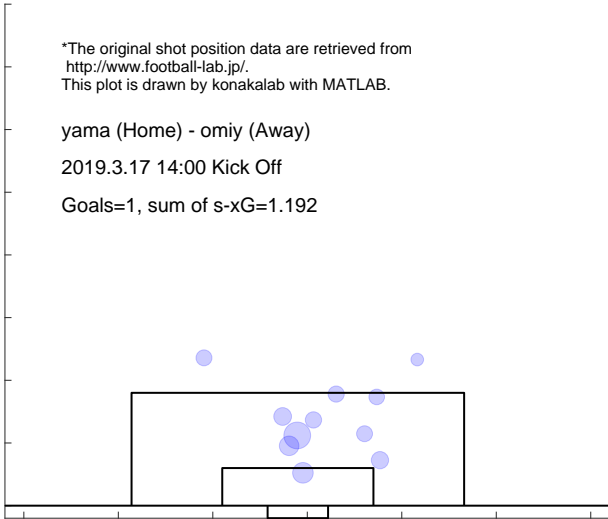 *The original shot position data are retrieved from
http://www.football-lab.jp/.
This plot is drawn by konakalab with MATLAB.
yama (Home) - omiy (Away)
2019.3.17 14:00 Kick Off
Goals=1, sum of s-xG=1.192